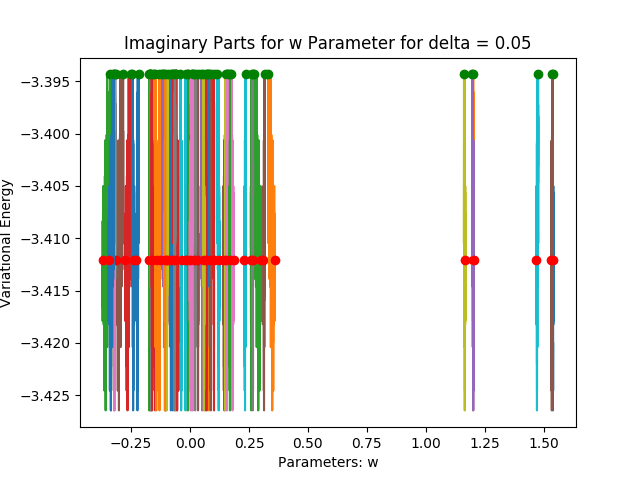 Imaginary Parts for w Parameter for delta = 0.05
Variational Energy
−3.395
−3.400
−3.405
−3.410
−3.415
−3.420
−3.425
−0.25 0.00 0.25 0.50 0.75 1.00 1.25 1.50
Parameters: w